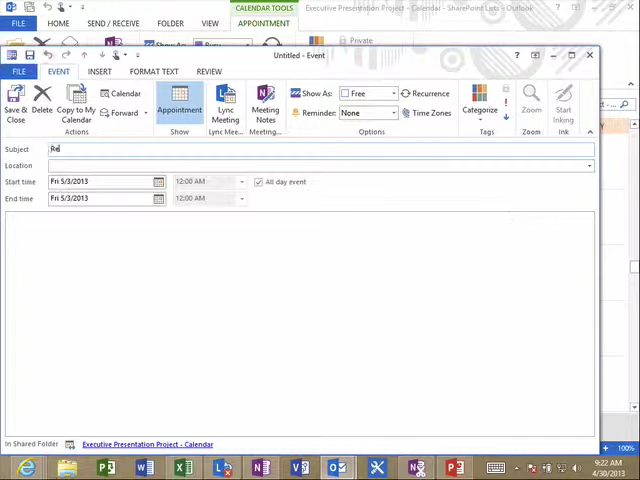 CALENDAR TOOLS
Executive Presentation Project - Calendar - SharePoint Lists - Outlook
FILE HOME SEND / RECEIVE FOLDER VIEW APPOINTMENT
Show As: Busy Private
Untitled - Event
FILE EVENT INSERT FORMAT TEXT REVIEW
Save & Close
Delete
Copy to My Calendar
Calendar
Forward
Actions
Appointment
Show
Lync Meeting
Lync Mee...
Meeting Notes
Meeting...
Show As: Free
Recurrence
Reminder: None
Time Zones
Options
Categorize
Tags
Zoom
Zoom
Start Inking
Ink
Subject Re
Location
Start time Fri 5/3/2013 12:00 AM All day event
End time Fri 5/3/2013 12:00 AM
In Shared Folder Executive Presentation Project - Calendar
100%
9:22 AM
4/30/2013